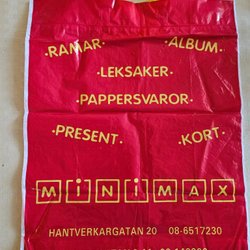 ·RAMAR· ·ALBUM·
·LEKSAKER·
·PAPPERSVAROR·
·PRESENT· ·KORT·
MiNiMAX
HANTVERKARGATAN 20 08-6517230